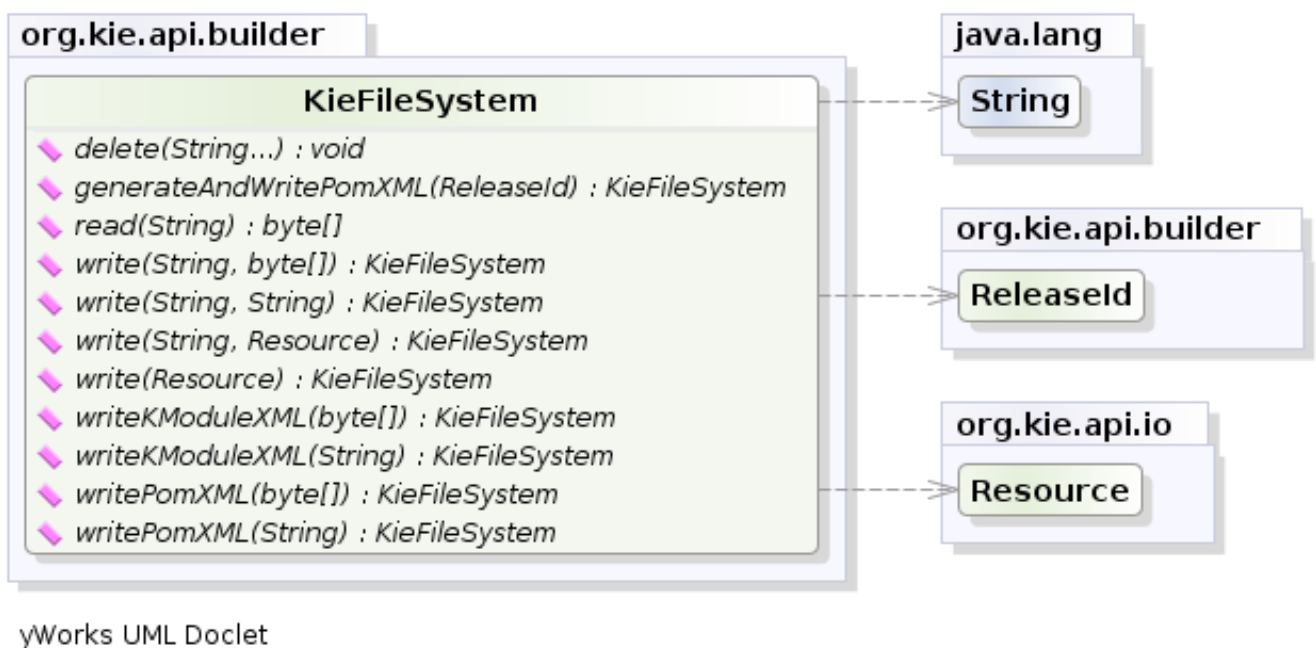 org.kie.api.builder
KieFileSystem
delete(String...) : void
generateAndWritePomXML(ReleaseId) : KieFileSystem
read(String) : byte[]
write(String, byte[]) : KieFileSystem
write(String, String) : KieFileSystem
write(String, Resource) : KieFileSystem
write(Resource) : KieFileSystem
writeKModuleXML(byte[]) : KieFileSystem
writeKModuleXML(String) : KieFileSystem
writePomXML(byte[]) : KieFileSystem
writePomXML(String) : KieFileSystem
java.lang
String
org.kie.api.builder
ReleaseId
org.kie.api.io
Resource
yWorks UML Doclet